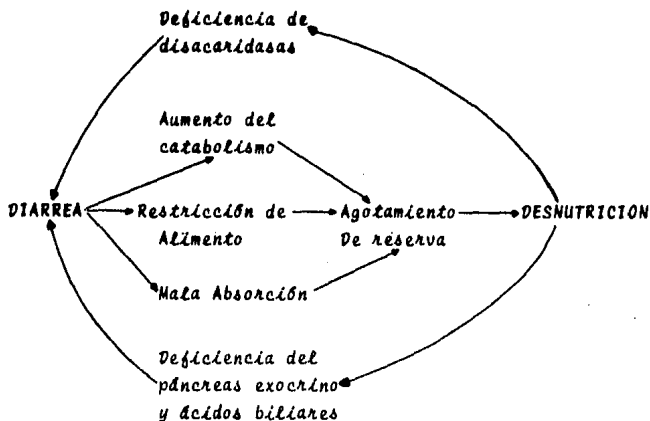 Deficiencia de
disacaridasas
Aumento del
catabolismo
DIARREA
Restricción de
Alimento
Agotamiento
De reserva
DESNUTRICION
Mala Absorción
Deficiencia del
páncreas exocrino
y ácidos biliares